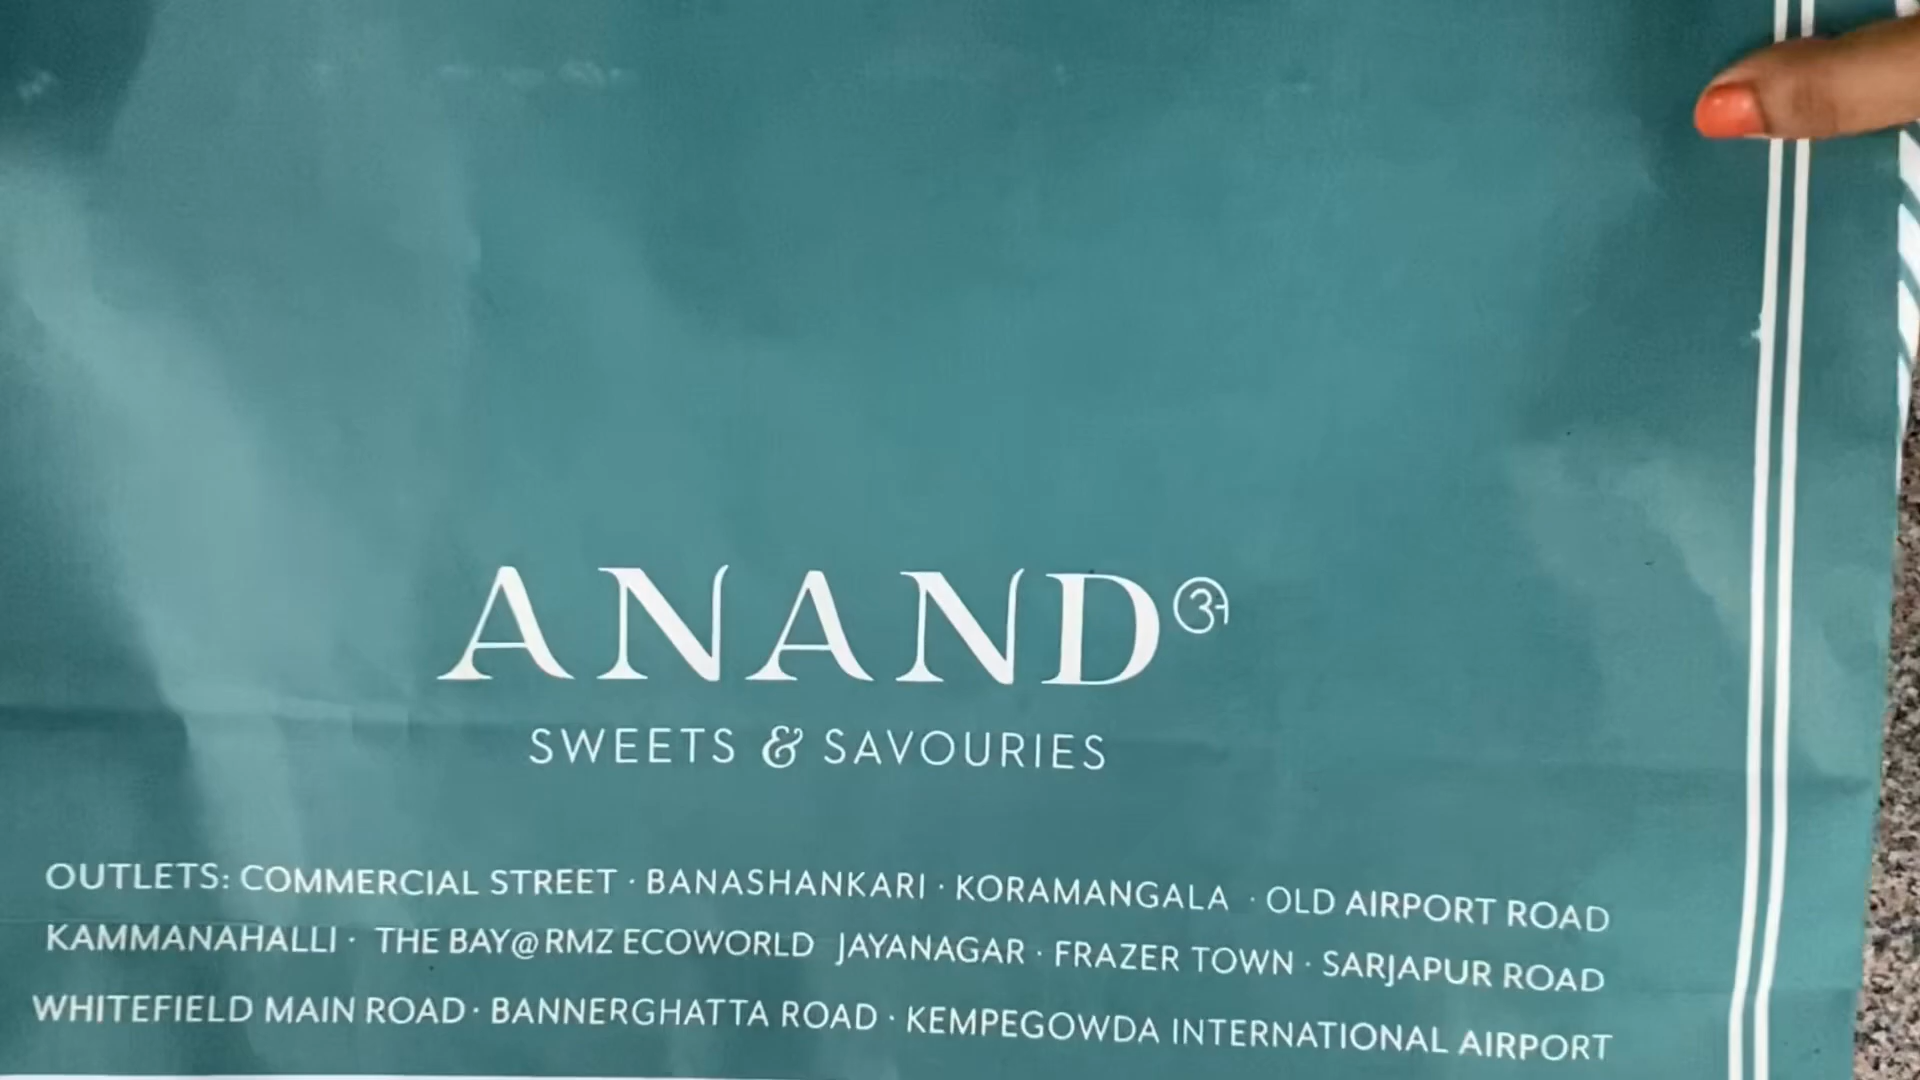 ANAND अ
SWEETS & SAVOURIES
OUTLETS: COMMERCIAL STREET · BANASHANKARI · KORAMANGALA · OLD AIRPORT ROAD
KAMMANAHALLI · THE BAY@RMZ ECOWORLD JAYANAGAR · FRAZER TOWN · SARJAPUR ROAD
WHITEFIELD MAIN ROAD · BANNERGHATTA ROAD · KEMPEGOWDA INTERNATIONAL AIRPORT